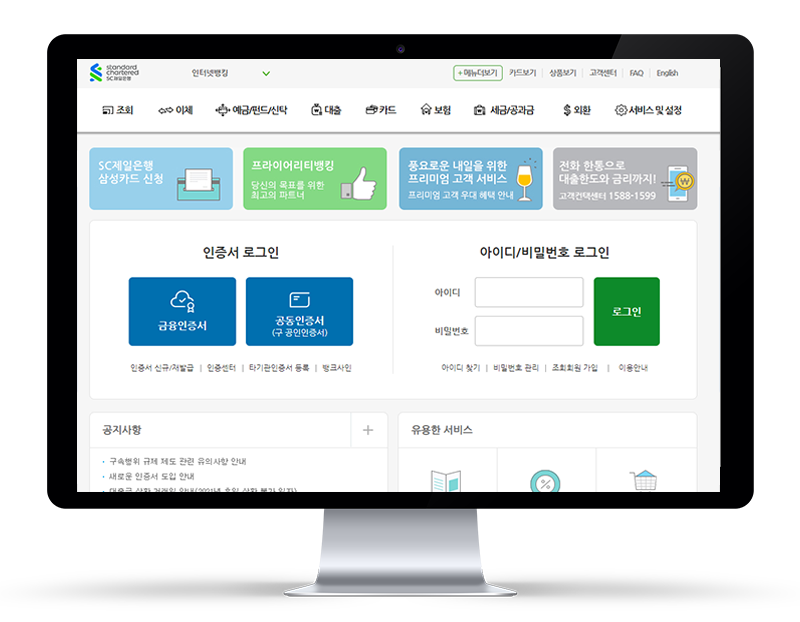 standard
chartered
SC제일은행
인터넷뱅킹
+메뉴더보기
카드보기
상품보기
고객센터
FAQ
English
조회
이체
예금/펀드/신탁
대출
카드
보험
세금/공과금
외환
서비스 및 설정
SC제일은행
삼성카드 신청
프라이어리티뱅킹
당신의 목표를 위한
최고의 파트너
풍요로운 내일을 위한
프리미엄 고객 서비스
프리미엄 고객 우대 혜택 안내
전화 한통으로
대출한도와 금리까지!
고객컨택센터 1588-1599
인증서 로그인
금융인증서
공동인증서
(구 공인인증서)
인증서 신규/재발급 | 인증센터 | 타기관인증서 등록 | 뱅크사인
아이디/비밀번호 로그인
아이디
비밀번호
로그인
아이디 찾기 | 비밀번호 관리 | 조회회원 가입 | 이용안내
공지사항
· 구속행위 규제 제도 관련 유의사항 안내
· 새로운 인증서 도입 안내
유용한 서비스